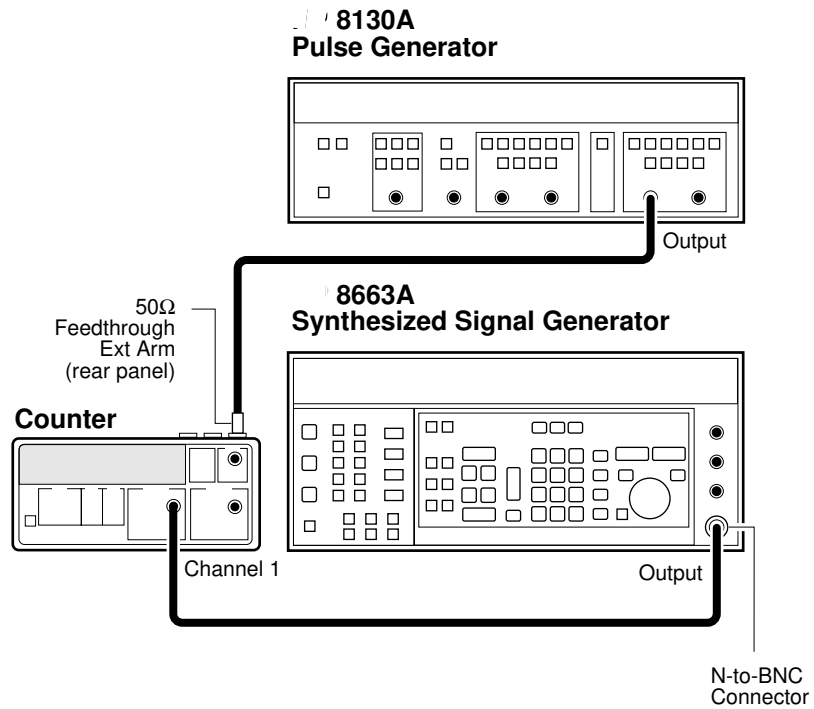 8130A
Pulse Generator
Output
8663A
Synthesized Signal Generator
50Ω
Feedthrough
Ext Arm
(rear panel)
Counter
Channel 1
Output
N-to-BNC
Connector